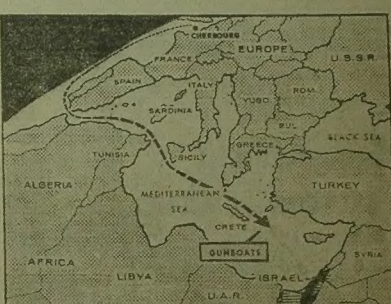 CHERBOURG
EUROPE
U.S.S.R.
FRANCE
SPAIN
ITALY
YUGO.
ROM.
SARDINIA
BUL.
BLACK SEA
GREECE
TUNISIA
SICILY
ALGERIA
MEDITERRANEAN
SEA
TURKEY
CRETE
GUNBOATS
SYRIA
AFRICA
LIBYA
ISRAEL
U.A.R.